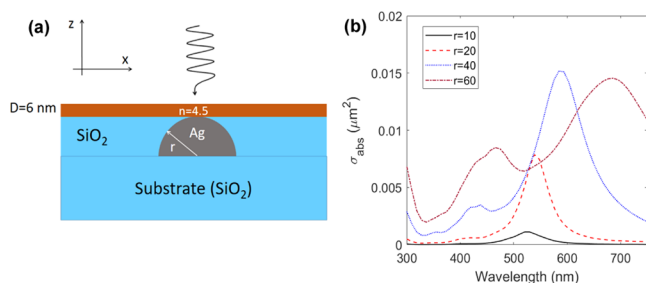 (a)
z
x
D=6 nm
n=4.5
SiO2
Ag
r
Substrate (SiO2)
(b)
0.02
0.015
0.01
0.005
0
σabs (μm²)
r=10
r=20
r=40
r=60
300 400 500 600 700
Wavelength (nm)